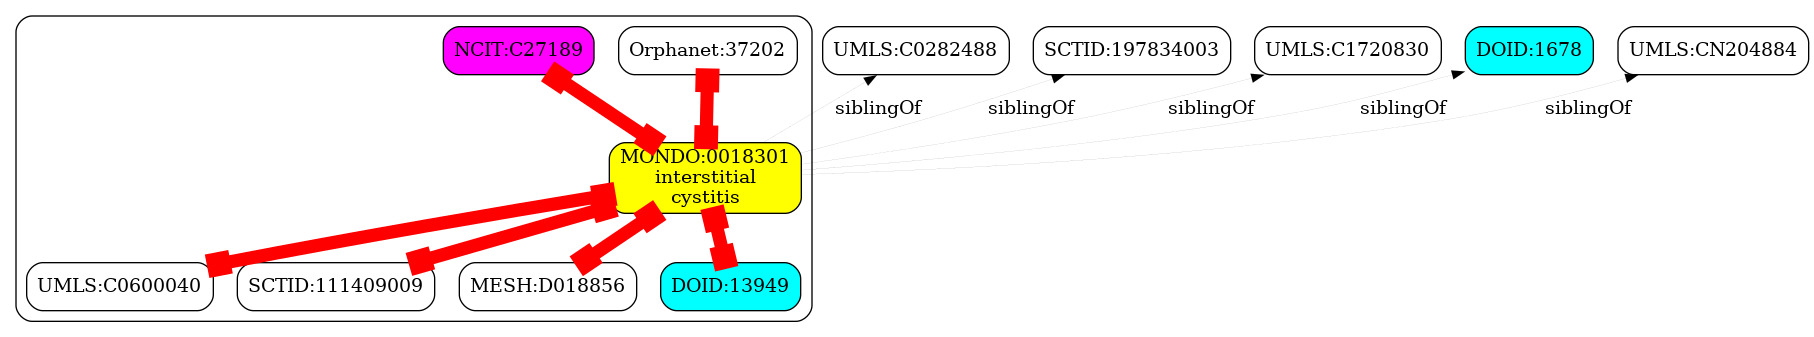 NCIT:C27189
Orphanet:37202
UMLS:C0282488
SCTID:197834003
UMLS:C1720830
DOID:1678
UMLS:CN204884
siblingOf
siblingOf
siblingOf
siblingOf
siblingOf
MONDO:0018301
interstitial
cystitis
UMLS:C0600040
SCTID:111409009
MESH:D018856
DOID:13949